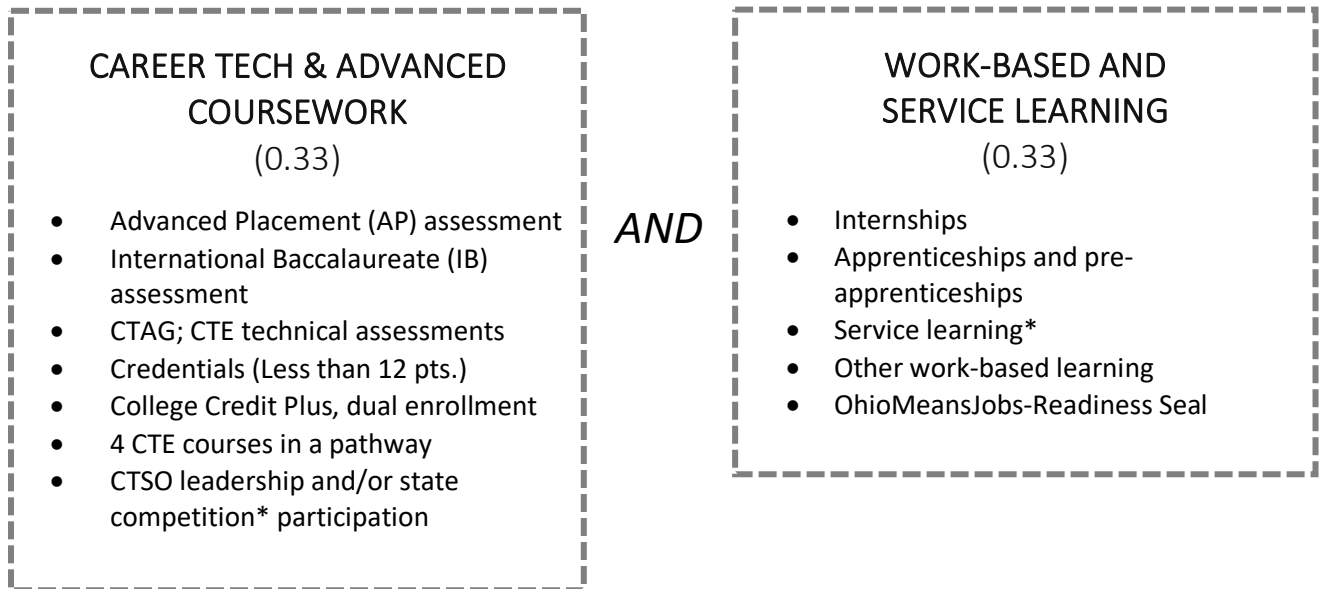 CAREER TECH & ADVANCED
COURSEWORK
(0.33)
• Advanced Placement (AP) assessment
• International Baccalaureate (IB)
assessment
• CTAG; CTE technical assessments
• Credentials (Less than 12 pts.)
• College Credit Plus, dual enrollment
• 4 CTE courses in a pathway
• CTSO leadership and/or state
competition* participation
AND
WORK-BASED AND
SERVICE LEARNING
(0.33)
• Internships
• Apprenticeships and pre-
apprenticeships
• Service learning*
• Other work-based learning
• OhioMeansJobs-Readiness Seal